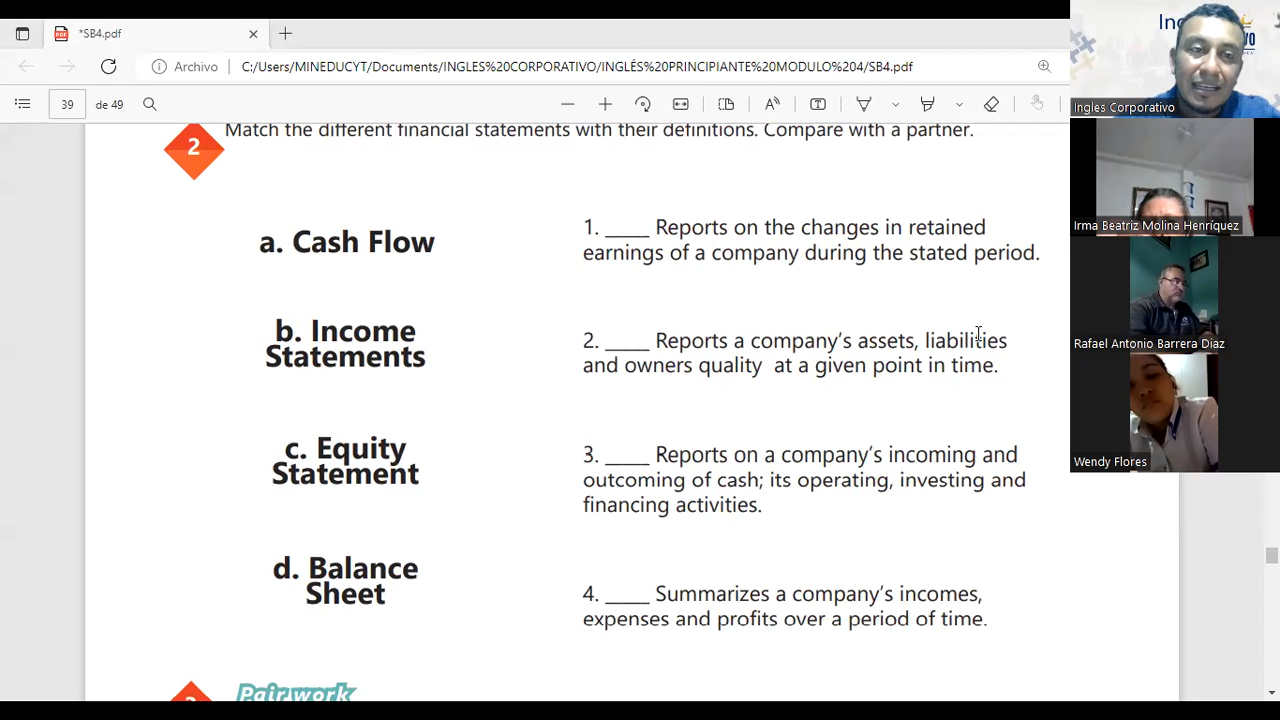 *SB4.pdf
Archivo
C:/Users/MINEDUCYT/Documents/INGLES%20CORPORATIVO/INGLÉS%20PRINCIPIANTE%20MODULO%204/SB4.pdf
39 de 49
2 Match the different financial statements with their definitions. Compare with a partner.
a. Cash Flow
b. Income
Statements
c. Equity
Statement
d. Balance
Sheet
1. _____ Reports on the changes in retained
earnings of a company during the stated period.
2. _____ Reports a company's assets, liabilities
and owners quality at a given point in time.
3. _____ Reports on a company's incoming and
outcoming of cash; its operating, investing and
financing activities.
4. _____ Summarizes a company's incomes,
expenses and profits over a period of time.
Pair work
Ingles Corporativo
Irma Beatriz Molina Henríquez
Rafael Antonio Barrera Diaz
Wendy Flores